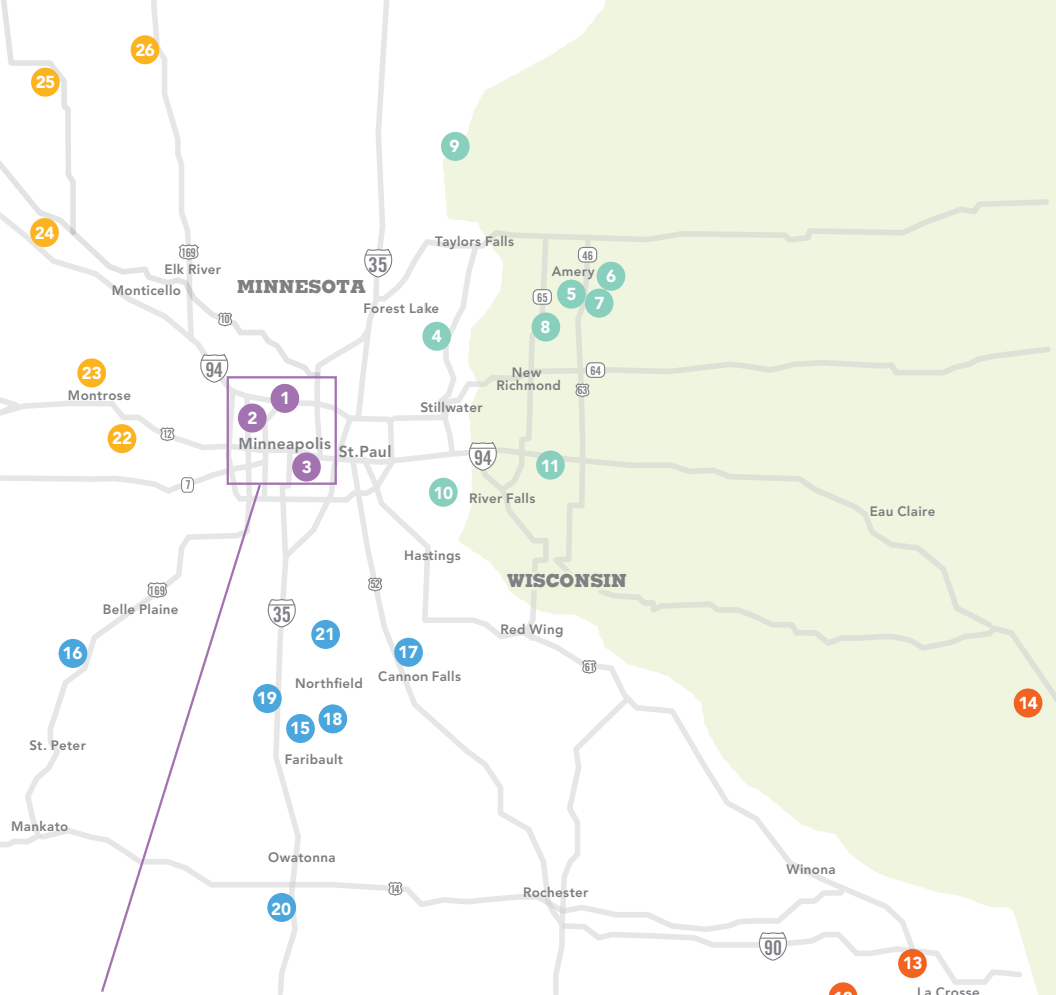 26
25
9
24
Taylors Falls
169
46
35
Elk River
Amery
6
MINNESOTA
Monticello
5
65
7
Forest Lake
10
8
4
94
64
23
New
Richmond
63
Montrose
1
Stillwater
2
12
22
Minneapolis
St.Paul
94
3
11
7
10
River Falls
Eau Claire
Hastings
WISCONSIN
52
169
Belle Plaine
35
21
Red Wing
16
17
61
Cannon Falls
Northfield
19
14
18
15
St. Peter
Faribault
Mankato
Owatonna
Winona
14
Rochester
20
90
13
La Crosse